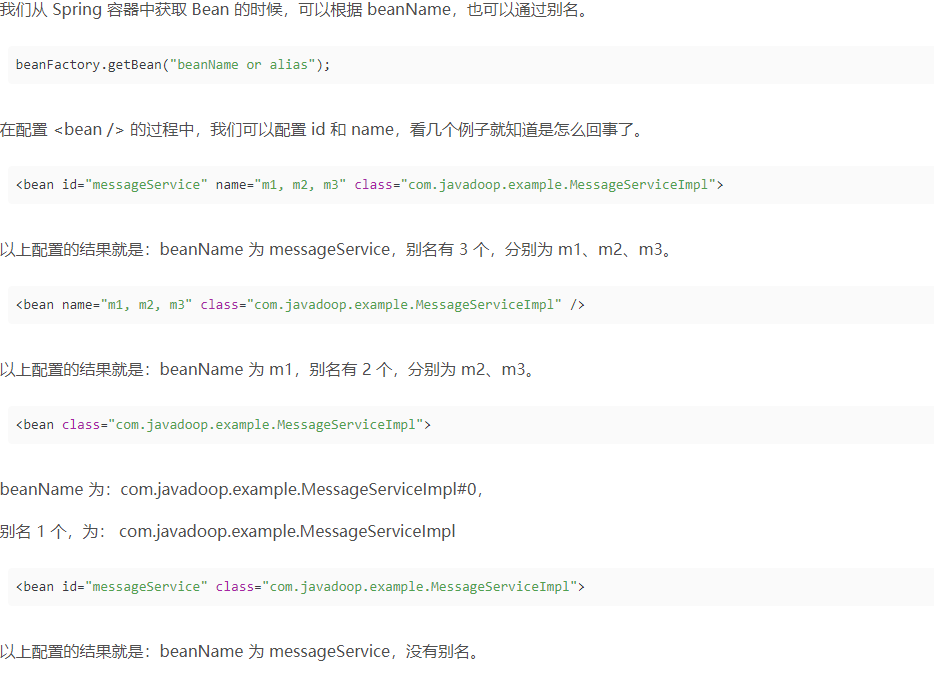 我们从 Spring 容器中获取 Bean 的时候，可以根据 beanName，也可以通过别名。
beanFactory.getBean("beanName or alias");
在配置 <bean /> 的过程中，我们可以配置 id 和 name，看几个例子就知道是怎么回事了。
<bean id="messageService" name="m1, m2, m3" class="com.javadoop.example.MessageServiceImpl">
以上配置的结果就是：beanName 为 messageService，别名有 3 个，分别为 m1、m2、m3。
<bean name="m1, m2, m3" class="com.javadoop.example.MessageServiceImpl" />
以上配置的结果就是：beanName 为 m1，别名有 2 个，分别为 m2、m3。
<bean class="com.javadoop.example.MessageServiceImpl">
beanName 为：com.javadoop.example.MessageServiceImpl#0，
别名 1 个，为： com.javadoop.example.MessageServiceImpl
<bean id="messageService" class="com.javadoop.example.MessageServiceImpl">
以上配置的结果就是：beanName 为 messageService，没有别名。